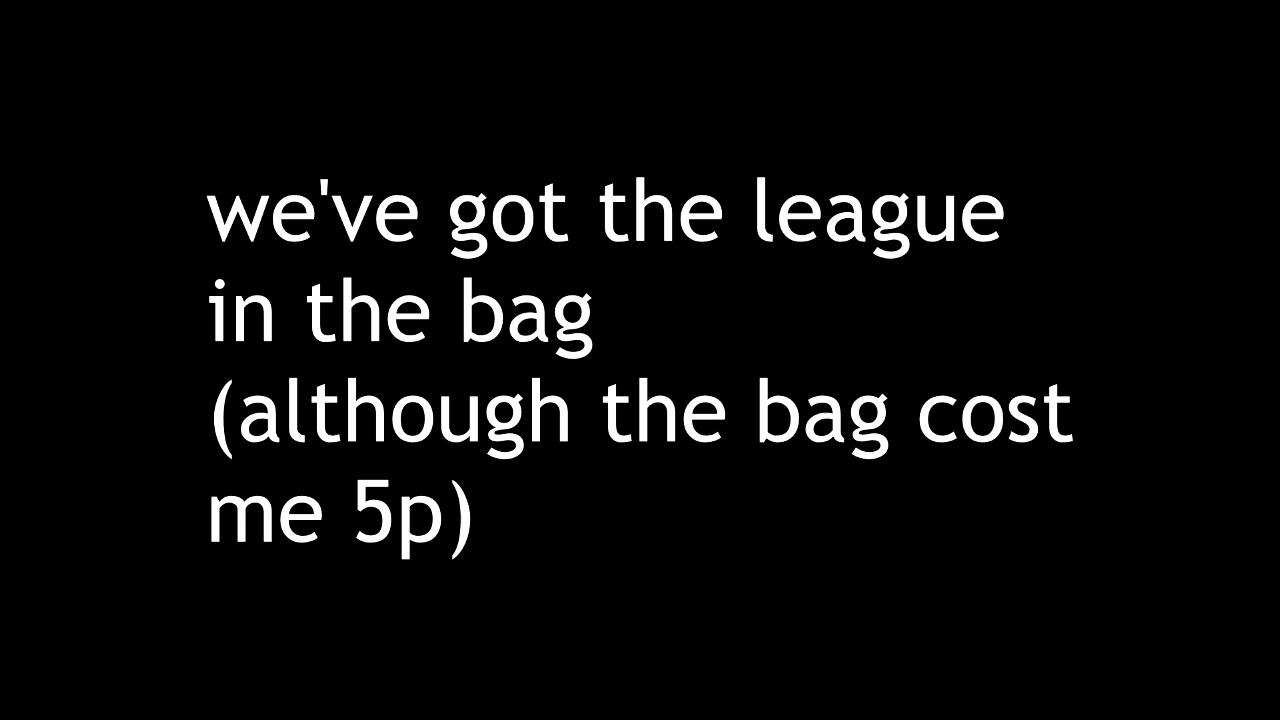 we've got the league
in the bag
(although the bag cost
me 5p)